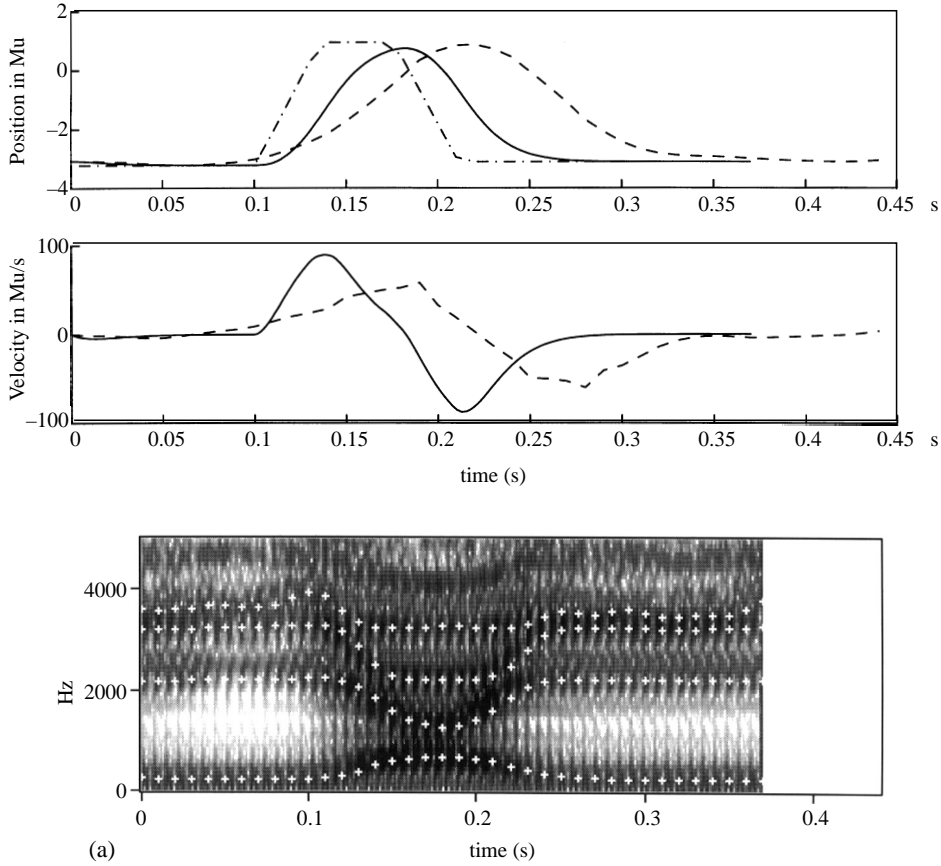 2
0
−2
−4
Position in Mu
0 0.05 0.1 0.15 0.2 0.25 0.3 0.35 0.4 0.45 s
100
0
−100
Velocity in Mu/s
0 0.05 0.1 0.15 0.2 0.25 0.3 0.35 0.4 0.45 s
time (s)
4000
2000
0
Hz
0 0.1 0.2 0.3 0.4
(a) time (s)